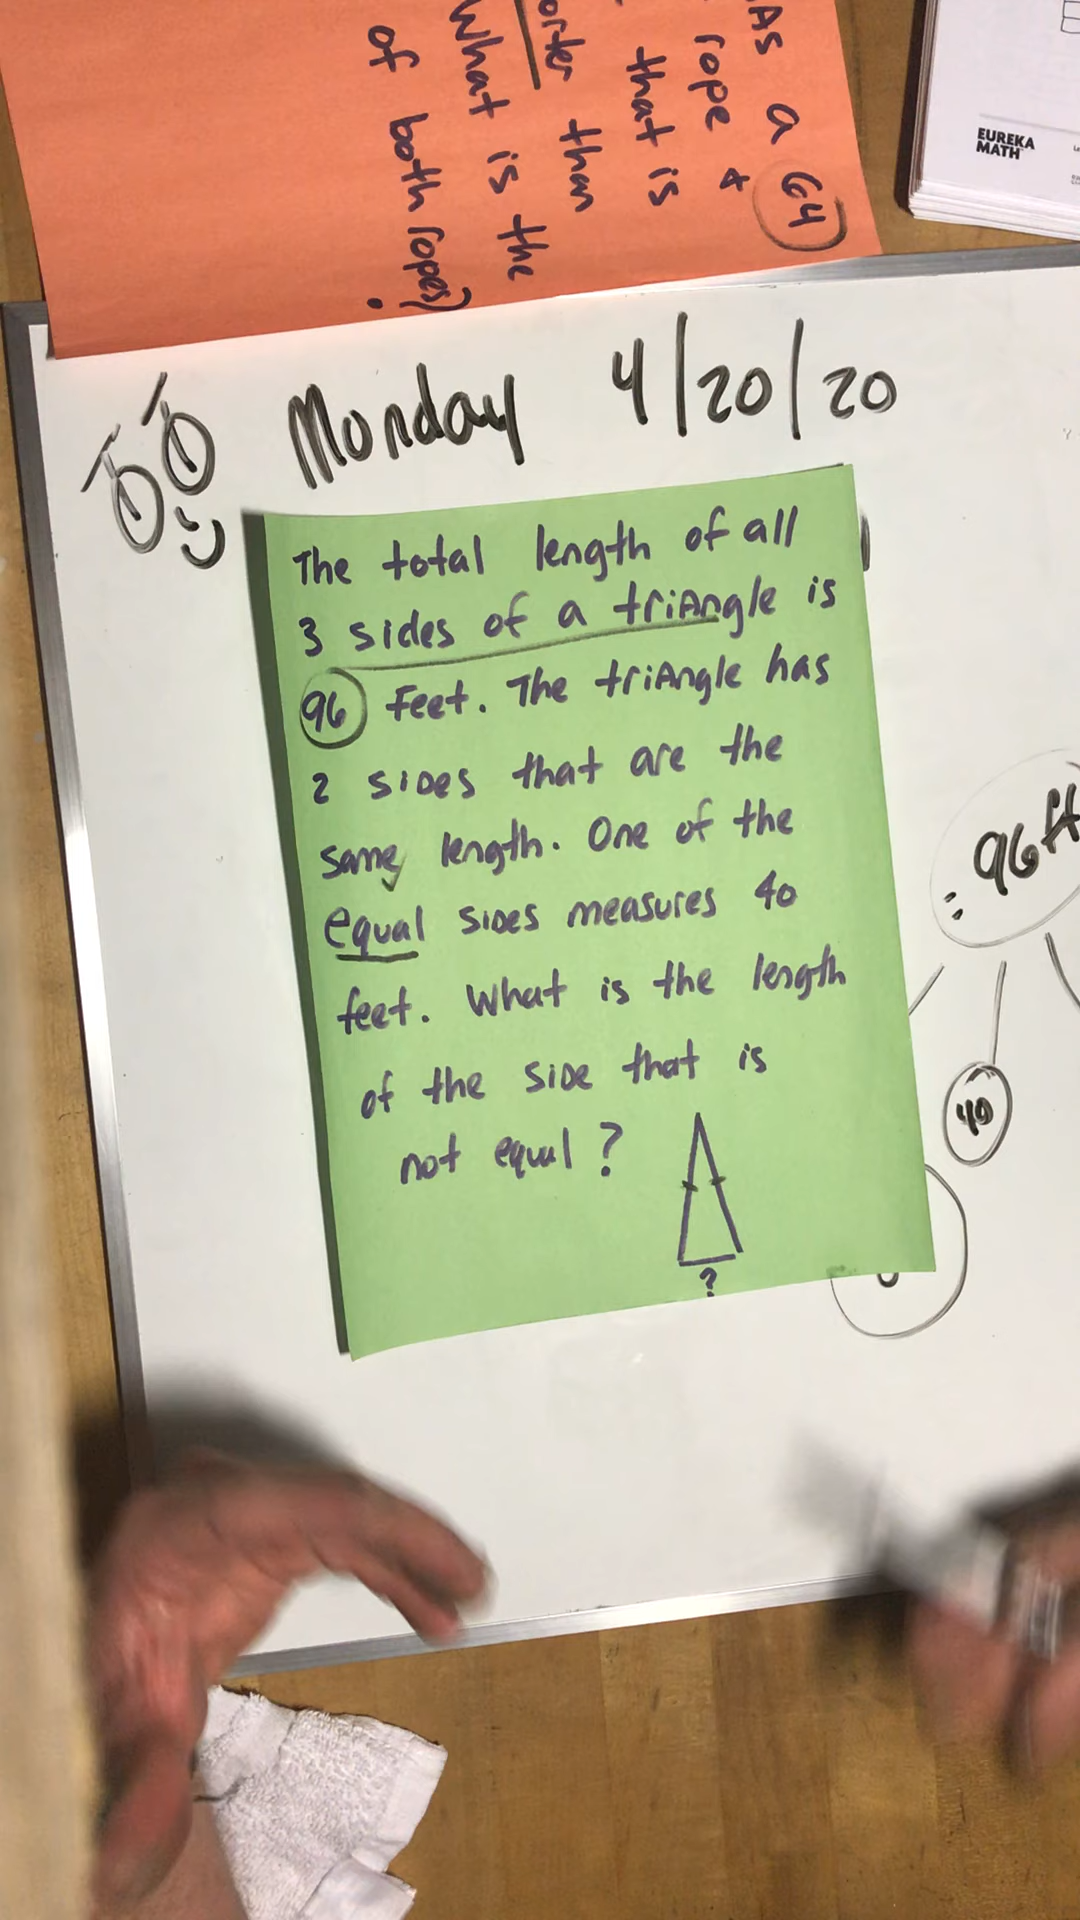 As a 64
rope &
that is
orter than
What is the
of both ropes?
EUREKA
MATH
Monday 4/20/20
The total length of all
3 sides of a triAngle is
96 feet. The triAngle has
2 sides that are the
same length. One of the
equal sides measures 40
feet. What is the length
of the side that is
not equal?
?
96 ft
40